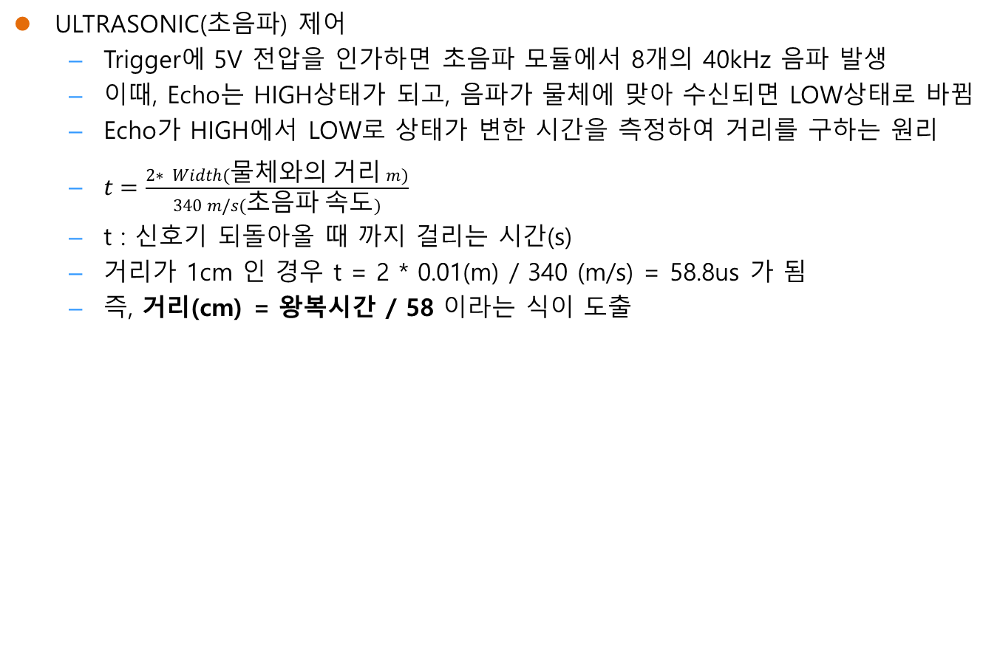 ● ULTRASONIC(초음파) 제어
– Trigger에 5V 전압을 인가하면 초음파 모듈에서 8개의 40kHz 음파 발생
– 이때, Echo는 HIGH상태가 되고, 음파가 물체에 맞아 수신되면 LOW상태로 바뀜
– Echo가 HIGH에서 LOW로 상태가 변한 시간을 측정하여 거리를 구하는 원리
– t = 2* Width(물체와의 거리 m) / 340 m/s(초음파 속도)
– t : 신호기 되돌아올 때 까지 걸리는 시간(s)
– 거리가 1cm 인 경우 t = 2 * 0.01(m) / 340 (m/s) = 58.8us 가 됨
– 즉, 거리(cm) = 왕복시간 / 58 이라는 식이 도출